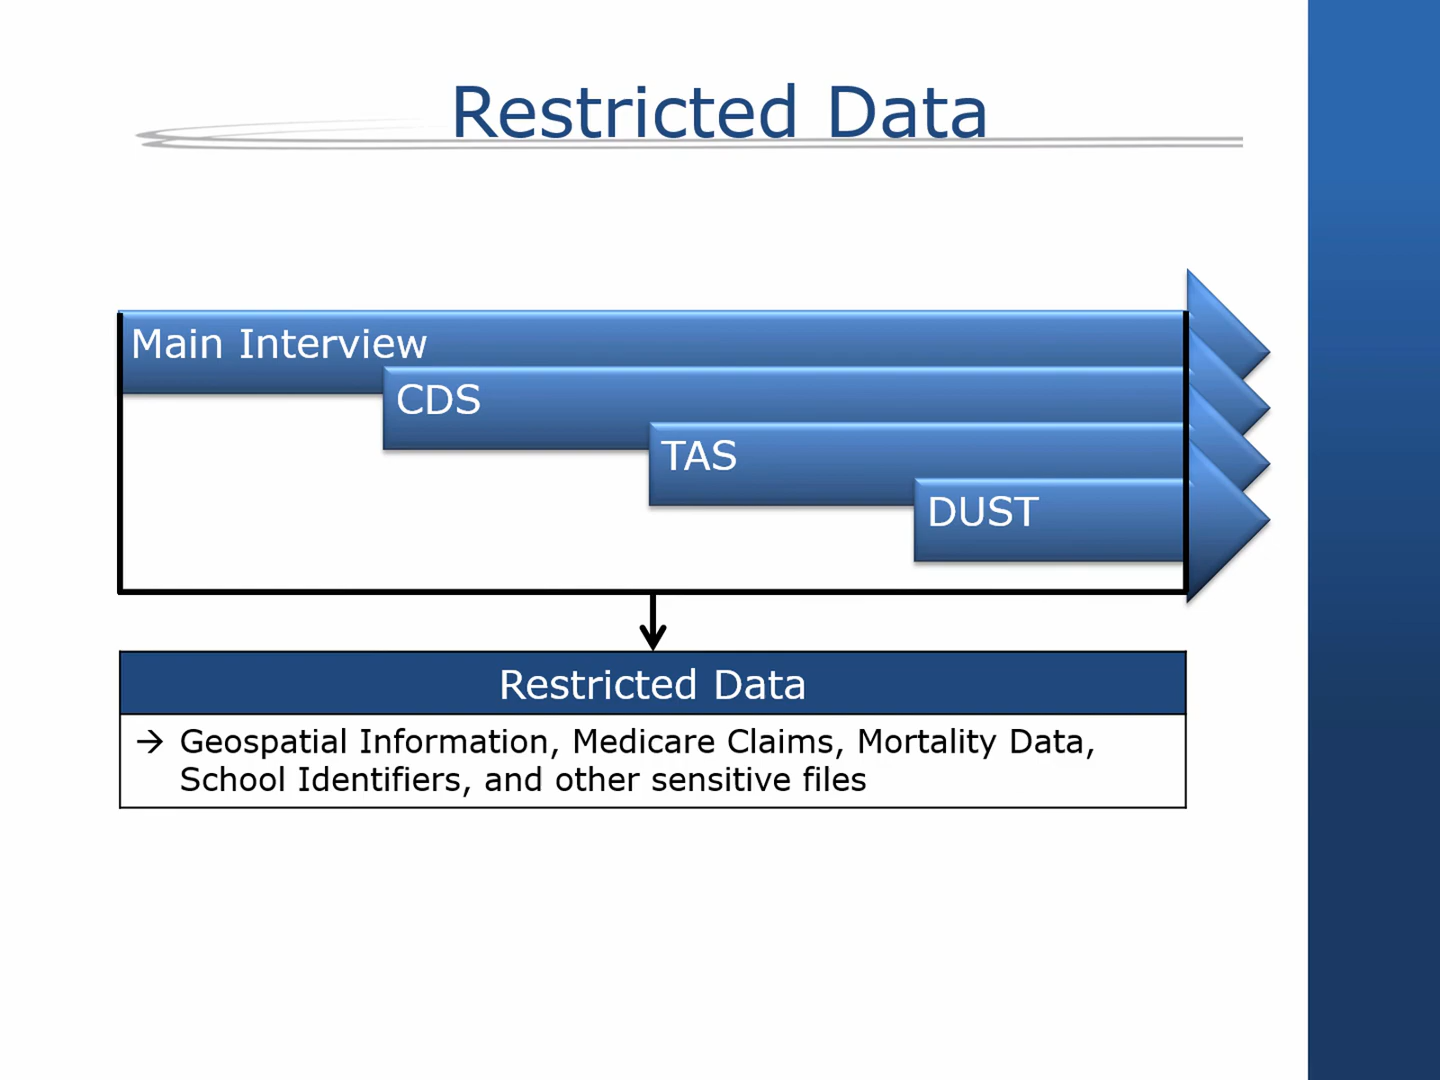 Restricted Data
Main Interview
CDS
TAS
DUST
Restricted Data
→ Geospatial Information, Medicare Claims, Mortality Data,
School Identifiers, and other sensitive files